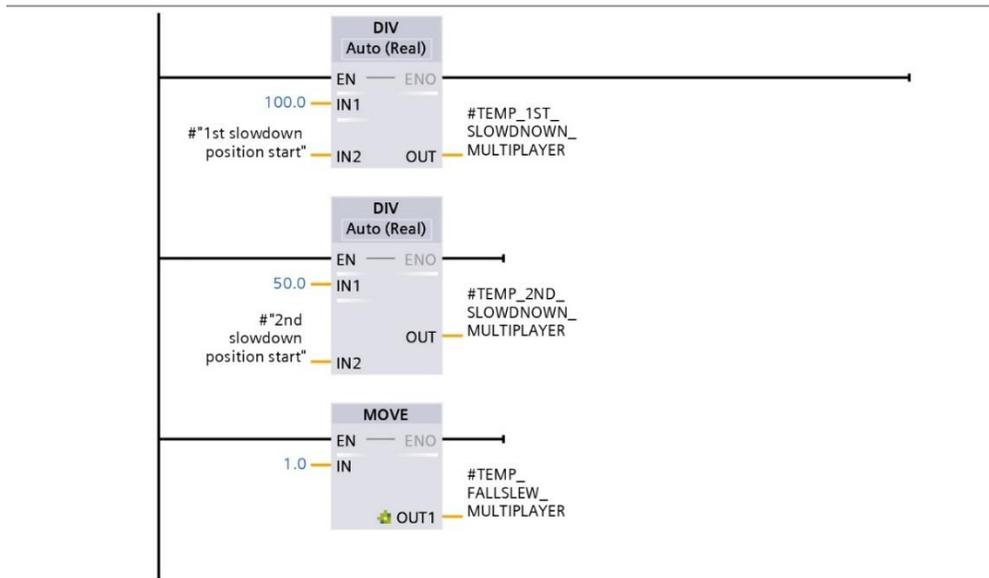 DIV
Auto (Real)
EN ENO
100.0 IN1
#TEMP_1ST_
SLOWDNOWN_
MULTIPLAYER
#"1st slowdown
position start" IN2 OUT
DIV
Auto (Real)
EN ENO
50.0 IN1
#TEMP_2ND_
SLOWDNOWN_
MULTIPLAYER
#"2nd
slowdown
position start" IN2
OUT
MOVE
EN ENO
1.0 IN
#TEMP_
FALLSLEW_
MULTIPLAYER
OUT1